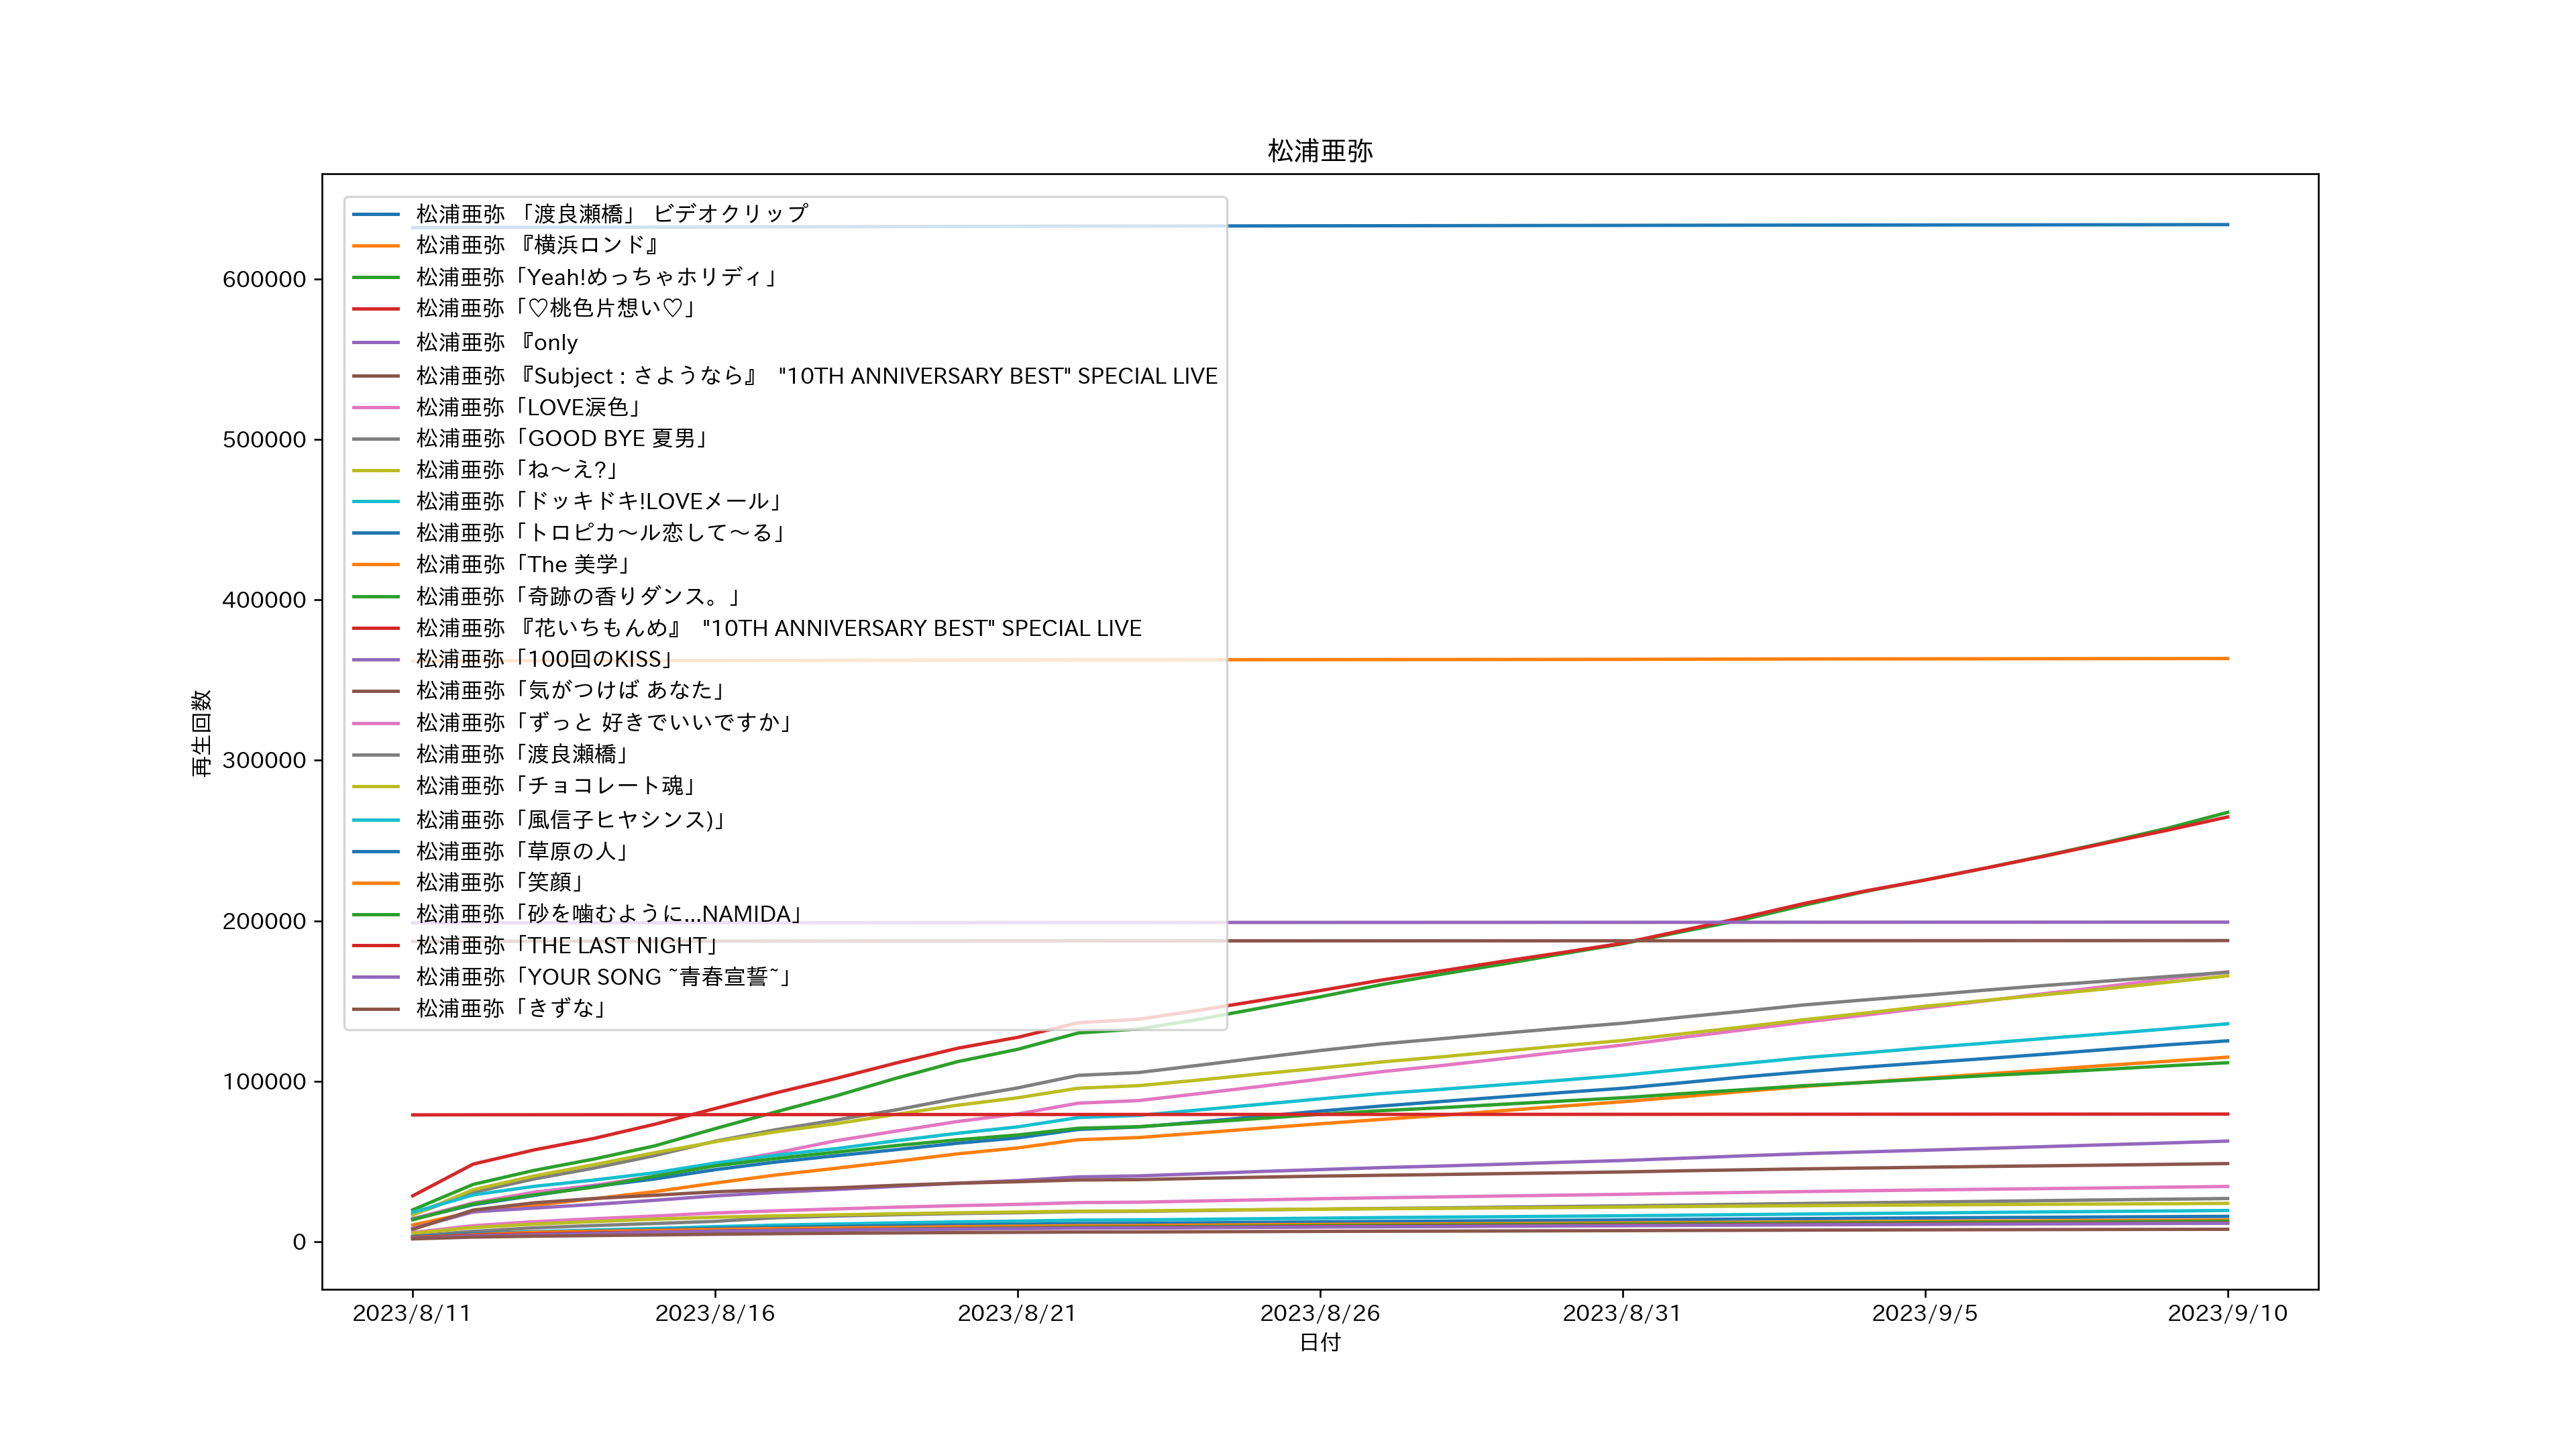 松浦亜弥
松浦亜弥 「渡良瀬橋」 ビデオクリップ
松浦亜弥 『横浜ロンド』
松浦亜弥「Yeah!めっちゃホリディ」
松浦亜弥「♡桃色片想い♡」
松浦亜弥 『only
松浦亜弥 『Subject : さようなら』 "10TH ANNIVERSARY BEST" SPECIAL LIVE
松浦亜弥「LOVE涙色」
松浦亜弥「GOOD BYE 夏男」
松浦亜弥「ね～え?」
松浦亜弥「ドッキドキ!LOVEメール」
松浦亜弥「トロピカ～ル恋して～る」
松浦亜弥「The 美学」
松浦亜弥「奇跡の香りダンス。」
松浦亜弥 『花いちもんめ』 "10TH ANNIVERSARY BEST" SPECIAL LIVE
松浦亜弥「100回のKISS」
松浦亜弥「気がつけば あなた」
松浦亜弥「ずっと 好きでいいですか」
松浦亜弥「渡良瀬橋」
松浦亜弥「チョコレート魂」
松浦亜弥「風信子ヒヤシンス)」
松浦亜弥「草原の人」
松浦亜弥「笑顔」
松浦亜弥「砂を噛むように…NAMIDA」
松浦亜弥「THE LAST NIGHT」
松浦亜弥「YOUR SONG ~青春宣誓~」
松浦亜弥「きずな」
600000
500000
400000
300000
200000
100000
0
再生回数
2023/8/11 2023/8/16 2023/8/21 2023/8/26 2023/8/31 2023/9/5 2023/9/10
日付